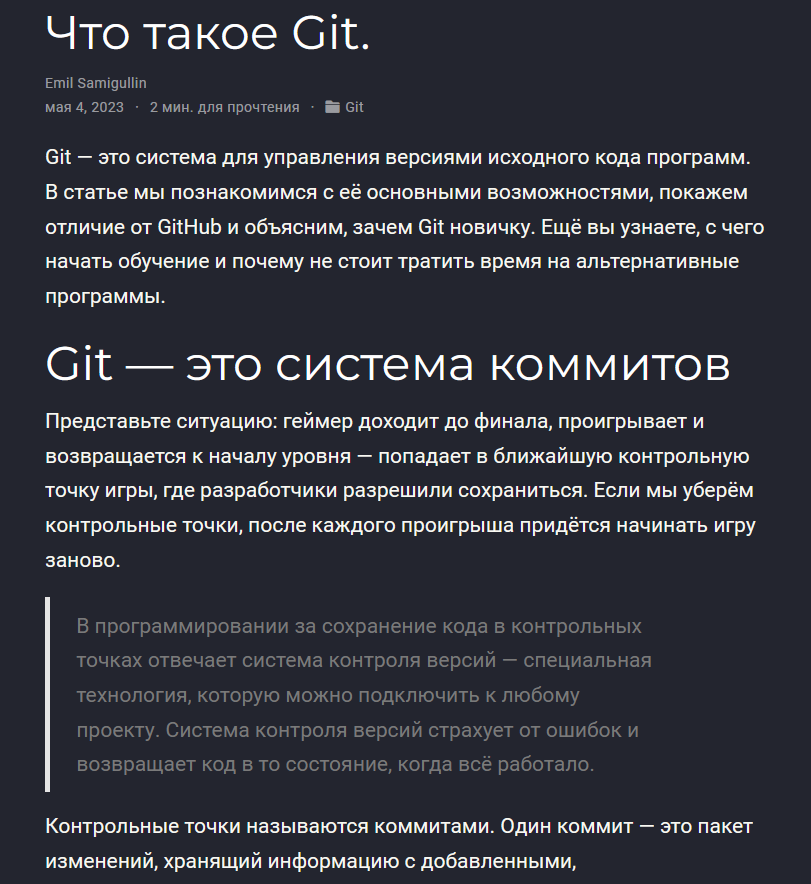 Что такое Git.
Emil Samigullin
мая 4, 2023 · 2 мин. для прочтения · Git
Git — это система для управления версиями исходного кода программ.
В статье мы познакомимся с её основными возможностями, покажем
отличие от GitHub и объясним, зачем Git новичку. Ещё вы узнаете, с чего
начать обучение и почему не стоит тратить время на альтернативные
программы.
Git — это система коммитов
Представьте ситуацию: геймер доходит до финала, проигрывает и
возвращается к началу уровня — попадает в ближайшую контрольную
точку игры, где разработчики разрешили сохраниться. Если мы уберём
контрольные точки, после каждого проигрыша придётся начинать игру
заново.
В программировании за сохранение кода в контрольных
точках отвечает система контроля версий — специальная
технология, которую можно подключить к любому
проекту. Система контроля версий страхует от ошибок и
возвращает код в то состояние, когда всё работало.
Контрольные точки называются коммитами. Один коммит — это пакет
изменений, хранящий информацию с добавленными,